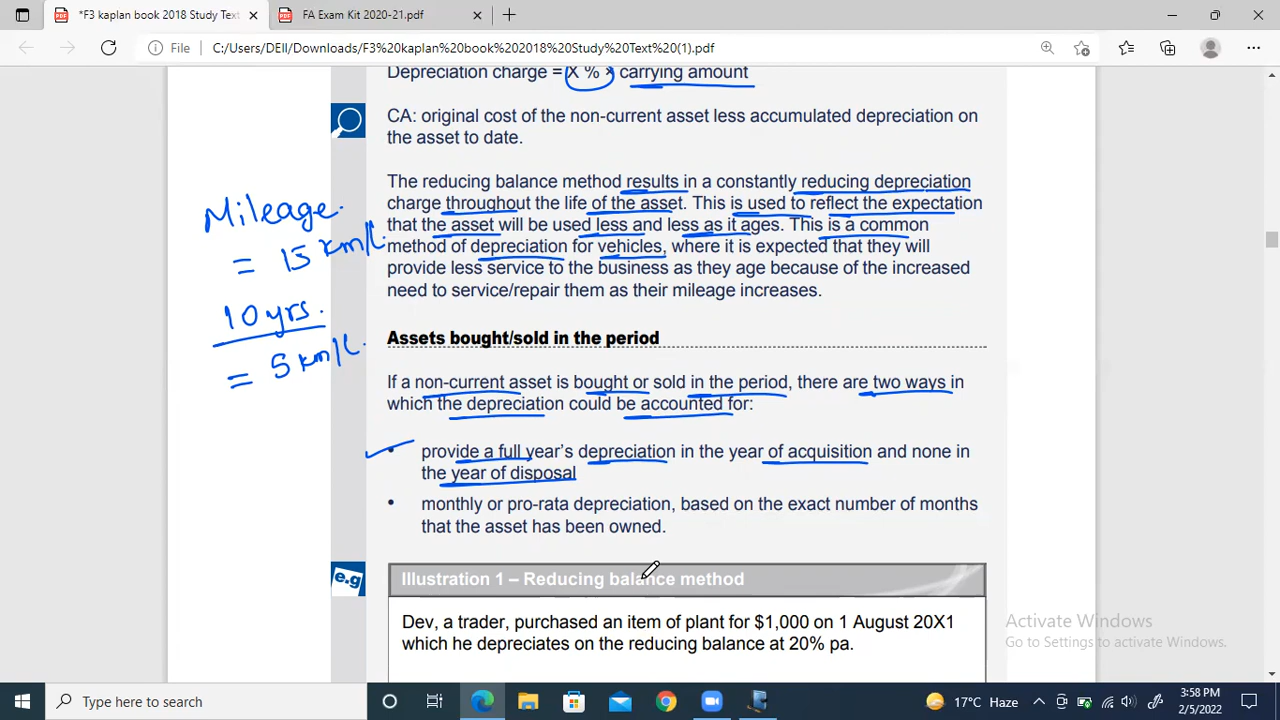 *F3 kaplan book 2018 Study Text
FA Exam Kit 2020-21.pdf
File
C:/Users/DEll/Downloads/F3%20kaplan%20book%202018%20Study%20Text%20(1).pdf
Depreciation charge = X % × carrying amount
CA: original cost of the non-current asset less accumulated depreciation on
the asset to date.
The reducing balance method results in a constantly reducing depreciation
charge throughout the life of the asset. This is used to reflect the expectation
that the asset will be used less and less as it ages. This is a common
method of depreciation for vehicles, where it is expected that they will
provide less service to the business as they age because of the increased
need to service/repair them as their mileage increases.
Mileage.
= 15 km/L.
10 yrs.
= 5 km/L.
Assets bought/sold in the period
If a non-current asset is bought or sold in the period, there are two ways in
which the depreciation could be accounted for:
• provide a full year's depreciation in the year of acquisition and none in
the year of disposal
• monthly or pro-rata depreciation, based on the exact number of months
that the asset has been owned.
e.g
Illustration 1 – Reducing balance method
Dev, a trader, purchased an item of plant for $1,000 on 1 August 20X1
which he depreciates on the reducing balance at 20% pa.
Activate Windows
Go to Settings to activate Windows.
Type here to search
17°C Haze
3:58 PM
2/5/2022